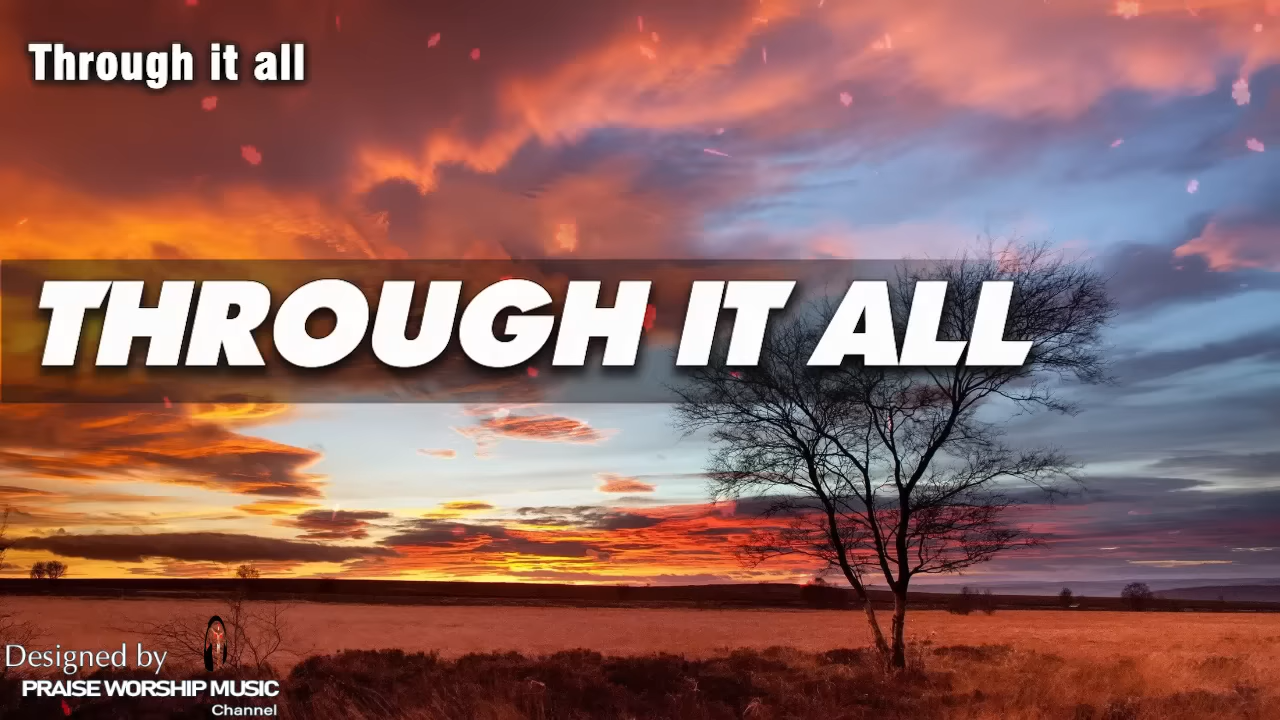 Through it all
THROUGH IT ALL
Designed by
PRAISE WORSHIP MUSIC
Channel